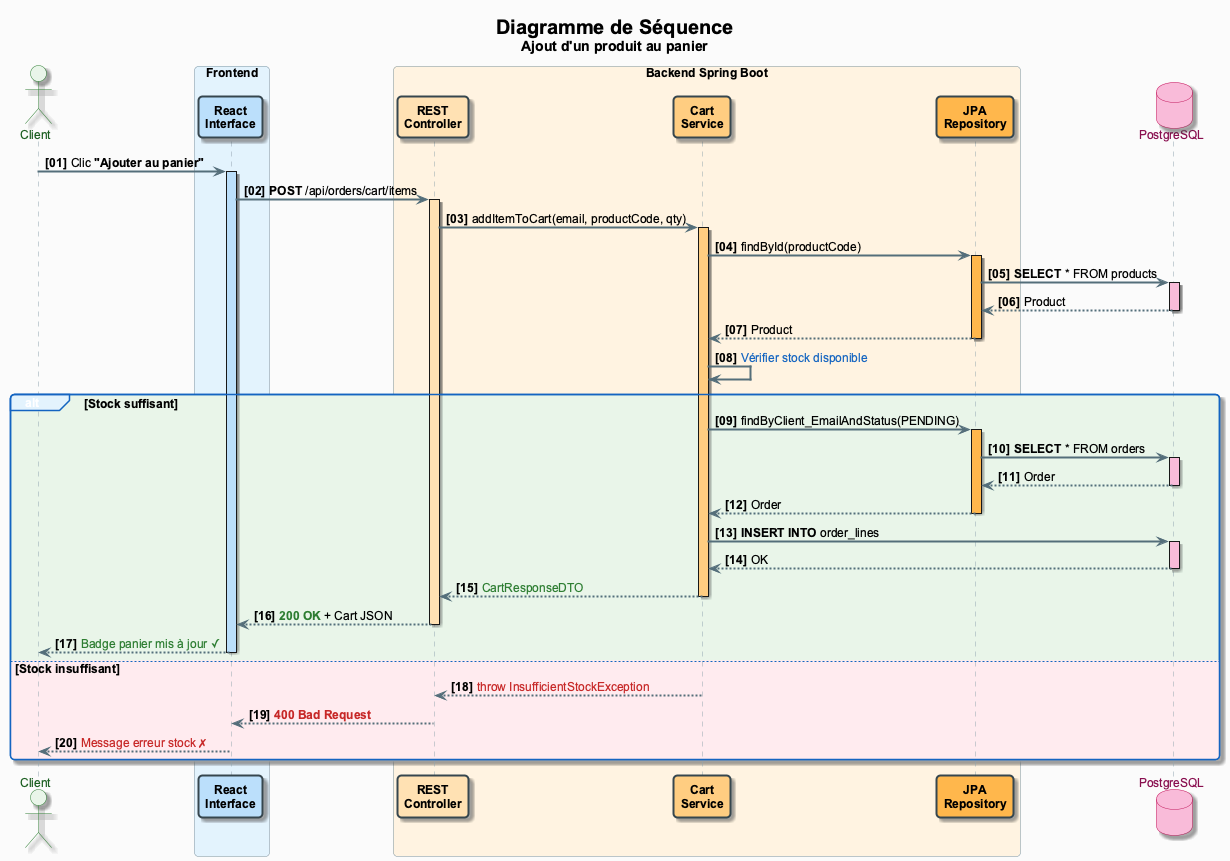 Diagramme de Séquence
Ajout d'un produit au panier
Frontend
Backend Spring Boot
Client
React
Interface
REST
Controller
Cart
Service
JPA
Repository
PostgreSQL
[01] Clic "Ajouter au panier"
[02] POST /api/orders/cart/items
[03] addItemToCart(email, productCode, qty)
[04] findById(productCode)
[05] SELECT * FROM products
[06] Product
[07] Product
[08] Vérifier stock disponible
alt
[Stock suffisant]
[09] findByClient_EmailAndStatus(PENDING)
[10] SELECT * FROM orders
[11] Order
[12] Order
[13] INSERT INTO order_lines
[14] OK
[15] CartResponseDTO
[16] 200 OK + Cart JSON
[17] Badge panier mis à jour ✓
[Stock insuffisant]
[18] throw InsufficientStockException
[19] 400 Bad Request
[20] Message erreur stock ✗
Client
React
Interface
REST
Controller
Cart
Service
JPA
Repository
PostgreSQL